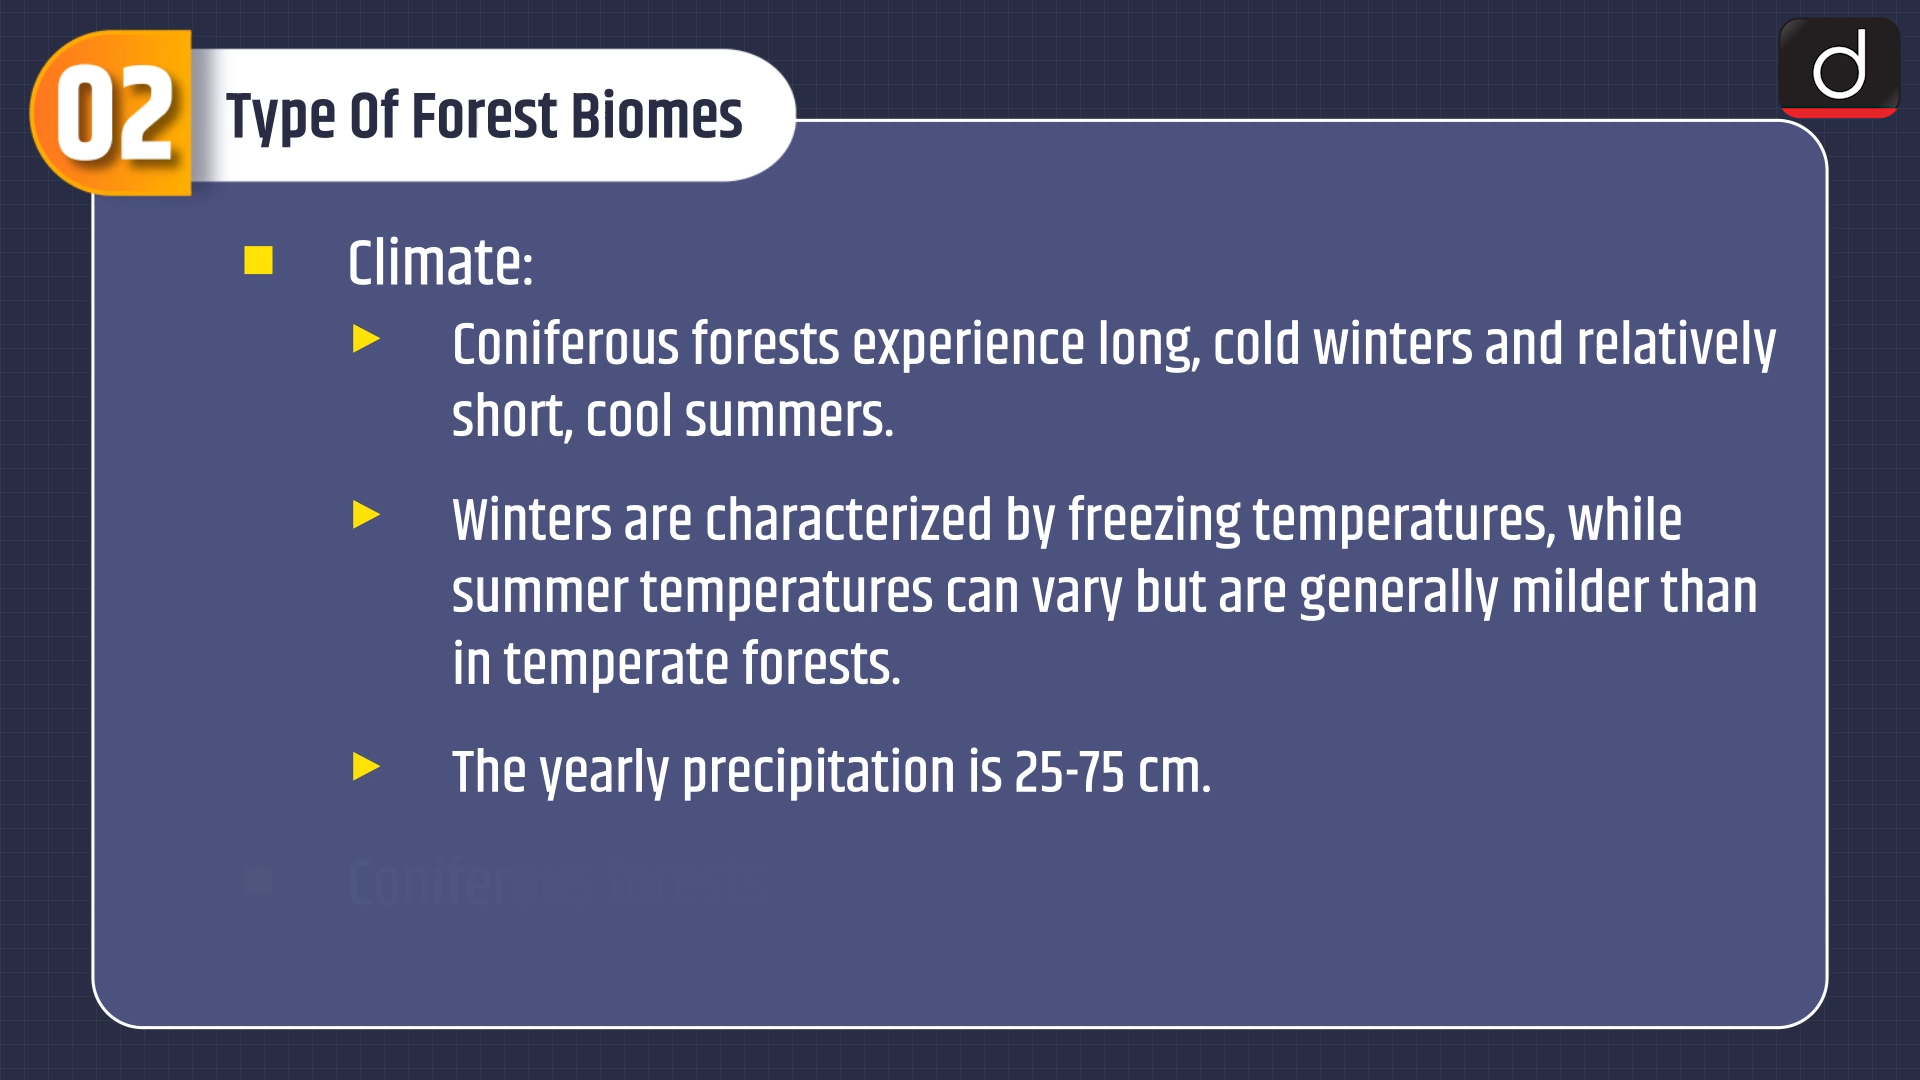 02
Type Of Forest Biomes
d
Climate:
Coniferous forests experience long, cold winters and relatively
short, cool summers.
Winters are characterized by freezing temperatures, while
summer temperatures can vary but are generally milder than
in temperate forests.
The yearly precipitation is 25-75 cm.
Coniferous forests